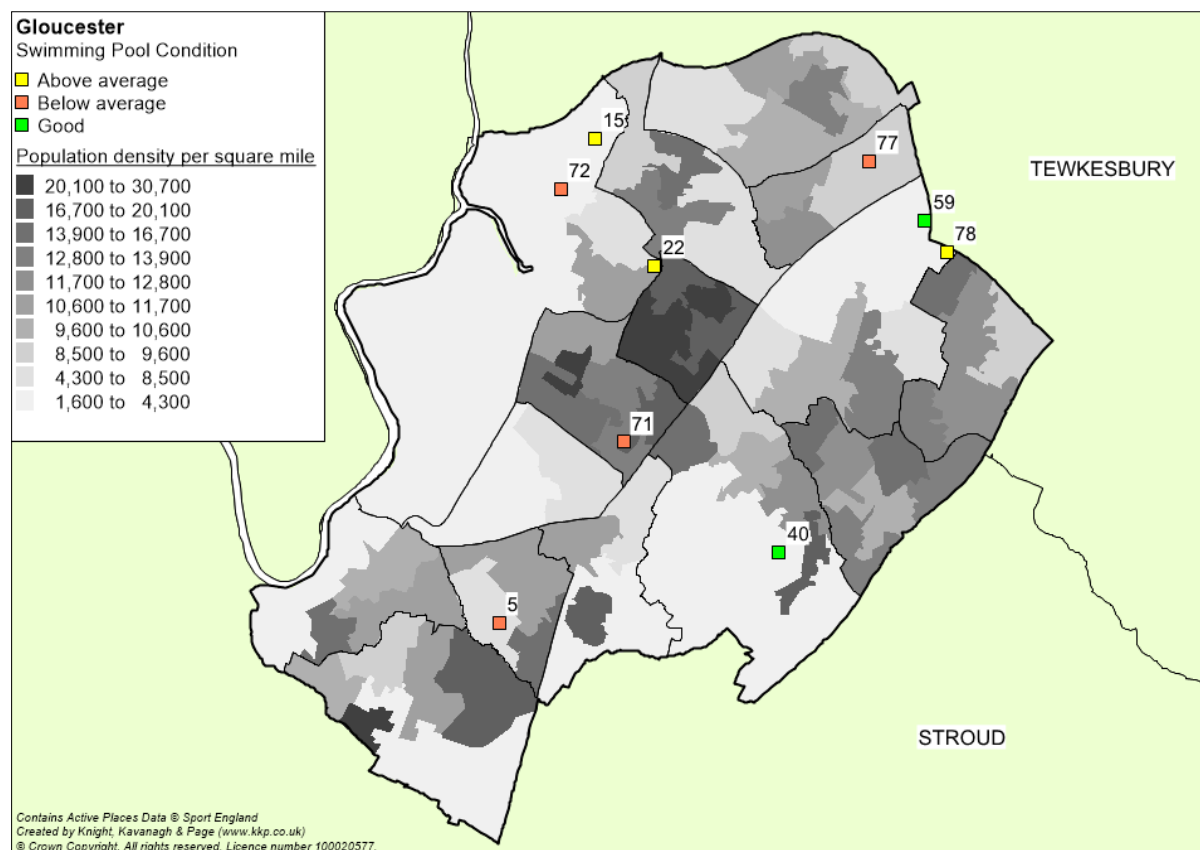 Gloucester
Swimming Pool Condition
Above average
Below average
Good
Population density per square mile
20,100 to 30,700
16,700 to 20,100
13,900 to 16,700
12,800 to 13,900
11,700 to 12,800
10,600 to 11,700
9,600 to 10,600
8,500 to 9,600
4,300 to 8,500
1,600 to 4,300
15
77
72
TEWKESBURY
59
78
22
71
40
5
STROUD
Contains Active Places Data © Sport England
Created by Knight, Kavanagh & Page (www.kkp.co.uk)
© Crown Copyright. All rights reserved. Licence number 100020577.